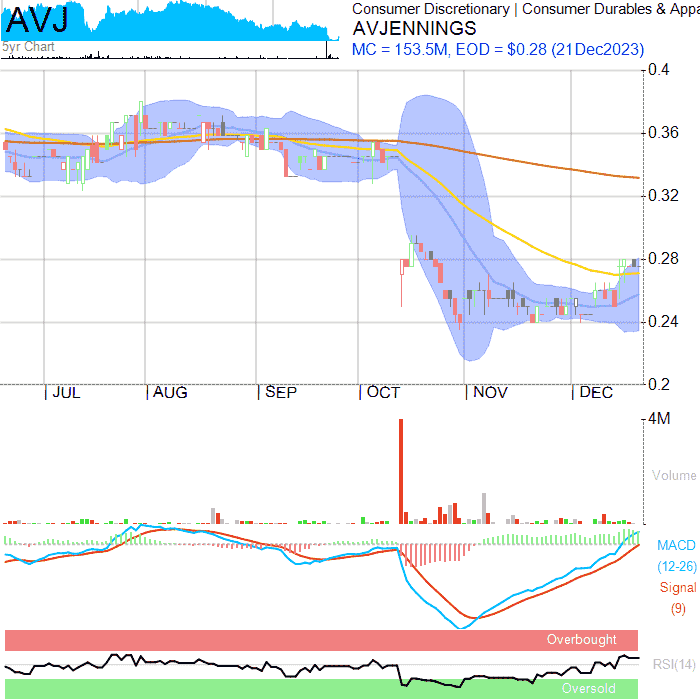 AVJ
5yr Chart
Consumer Discretionary | Consumer Durables & Appa
AVJENNINGS
MC = 153.5M, EOD = $0.28 (21Dec2023)
0.4
0.36
0.32
0.28
0.24
0.2
JUL AUG SEP OCT NOV DEC
4M
Volume
MACD
(12-26)
Signal
(9)
Overbought
RSI(14)
Oversold